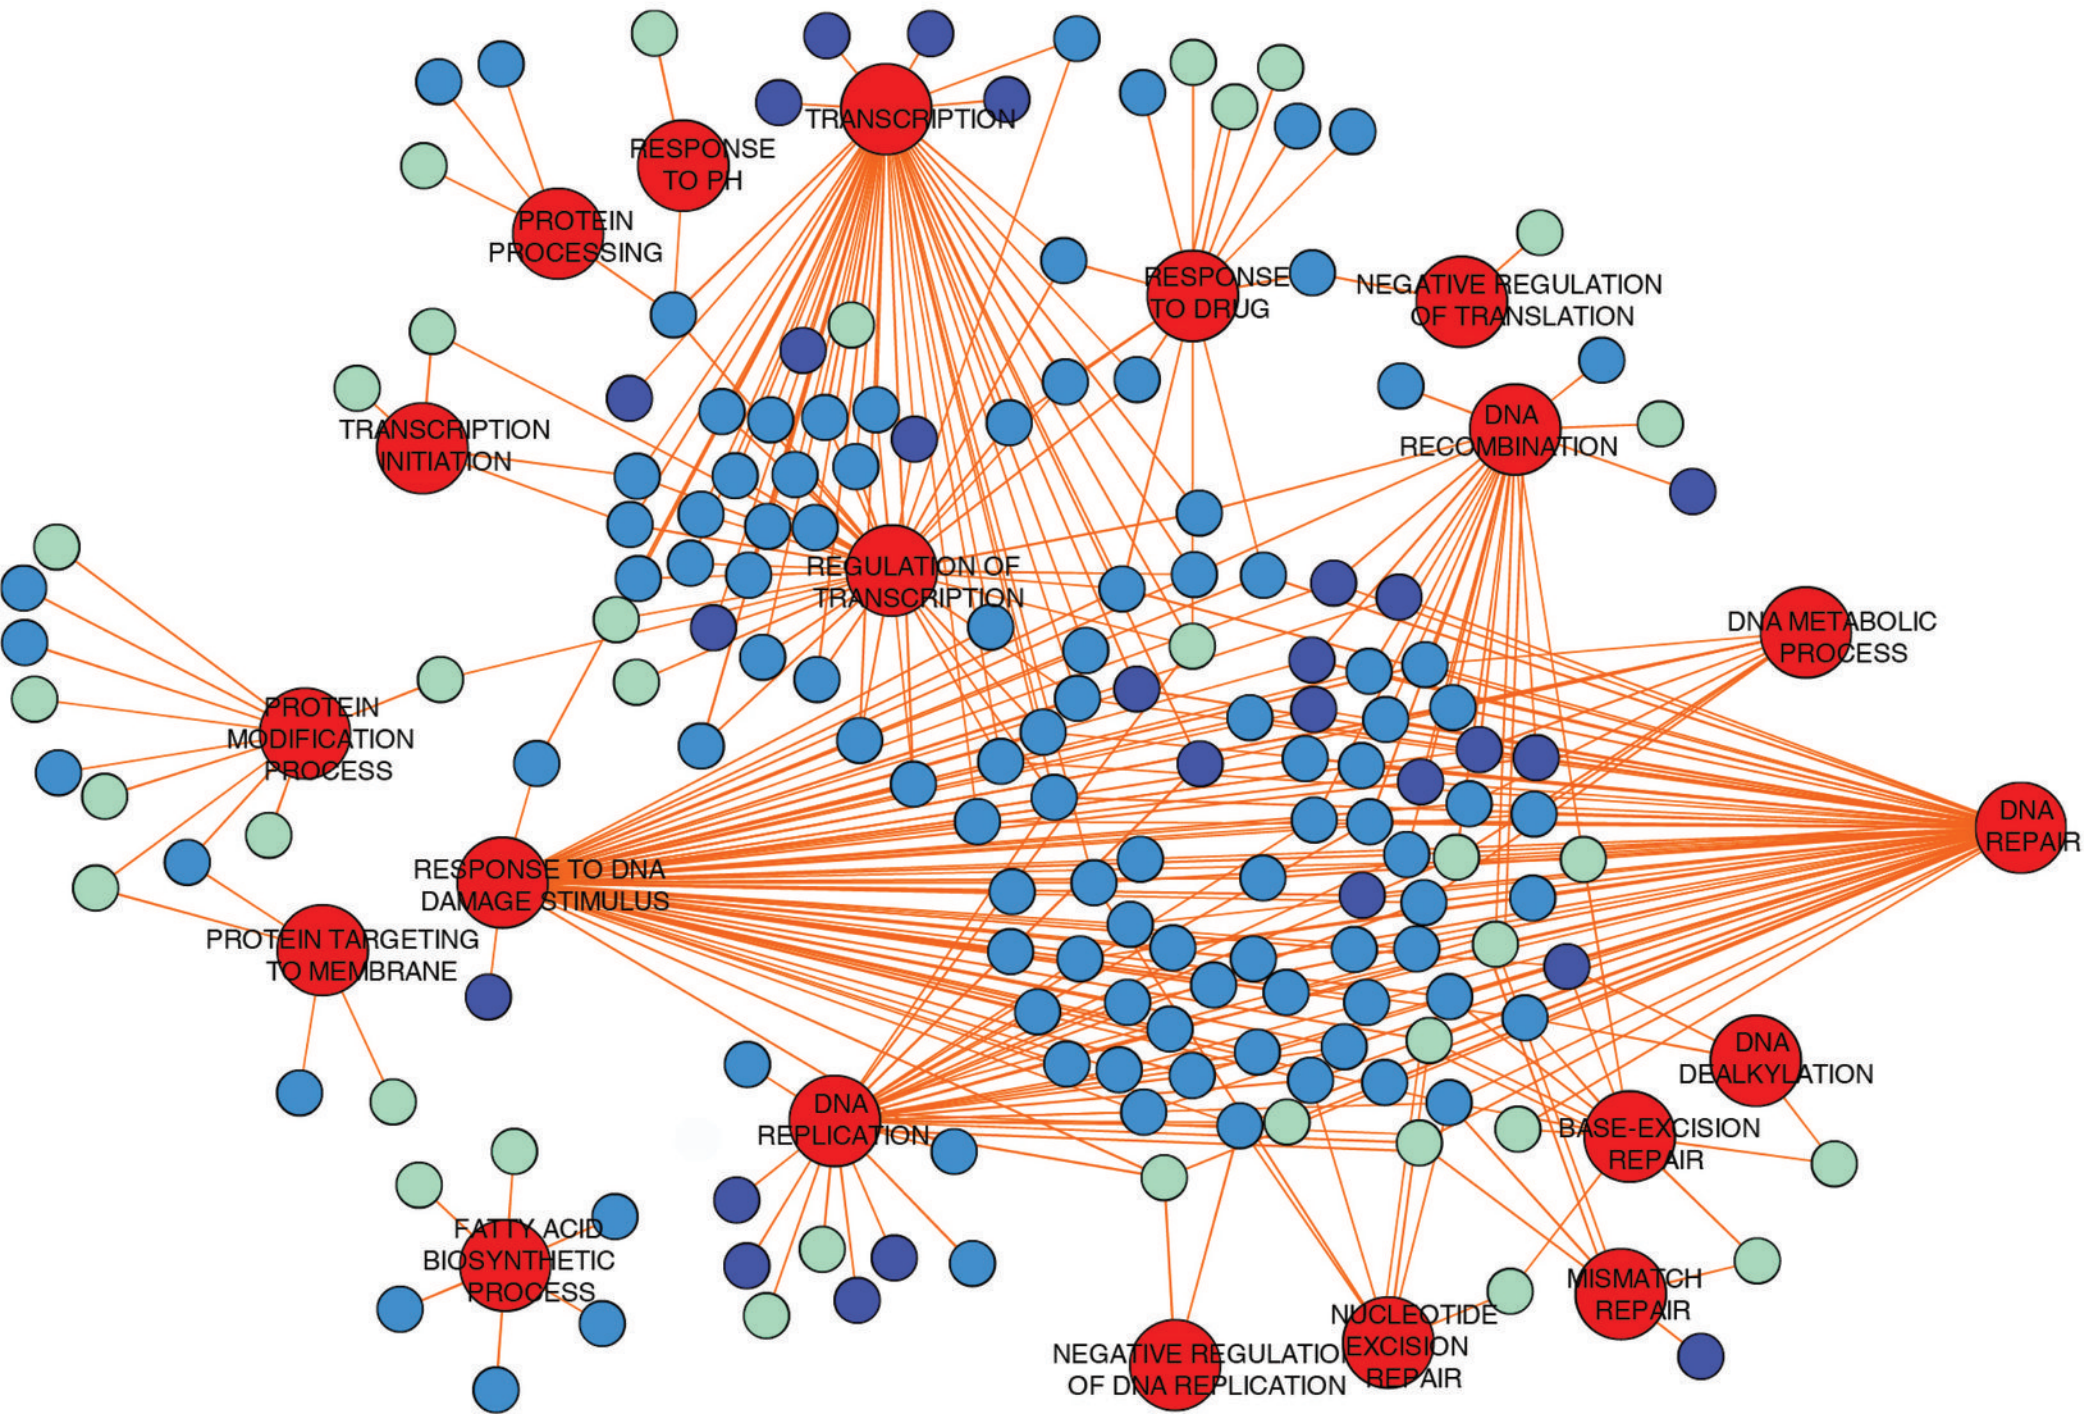 TRANSCRIPTION
RESPONSE
TO PH
PROTEIN
PROCESSING
RESPONSE
TO DRUG
NEGATIVE REGULATION
OF TRANSLATION
TRANSCRIPTION
INITIATION
DNA
RECOMBINATION
REGULATION OF
TRANSCRIPTION
DNA METABOLIC
PROCESS
PROTEIN
MODIFICATION
PROCESS
DNA
REPAIR
RESPONSE TO DNA
DAMAGE STIMULUS
PROTEIN TARGETING
TO MEMBRANE
DNA
DEALKYLATION
DNA
REPLICATION
BASE-EXCISION
REPAIR
FATTY ACID
BIOSYNTHETIC
PROCESS
MISMATCH
REPAIR
NUCLEOTIDE
EXCISION
REPAIR
NEGATIVE REGULATIO
OF DNA REPLICATION